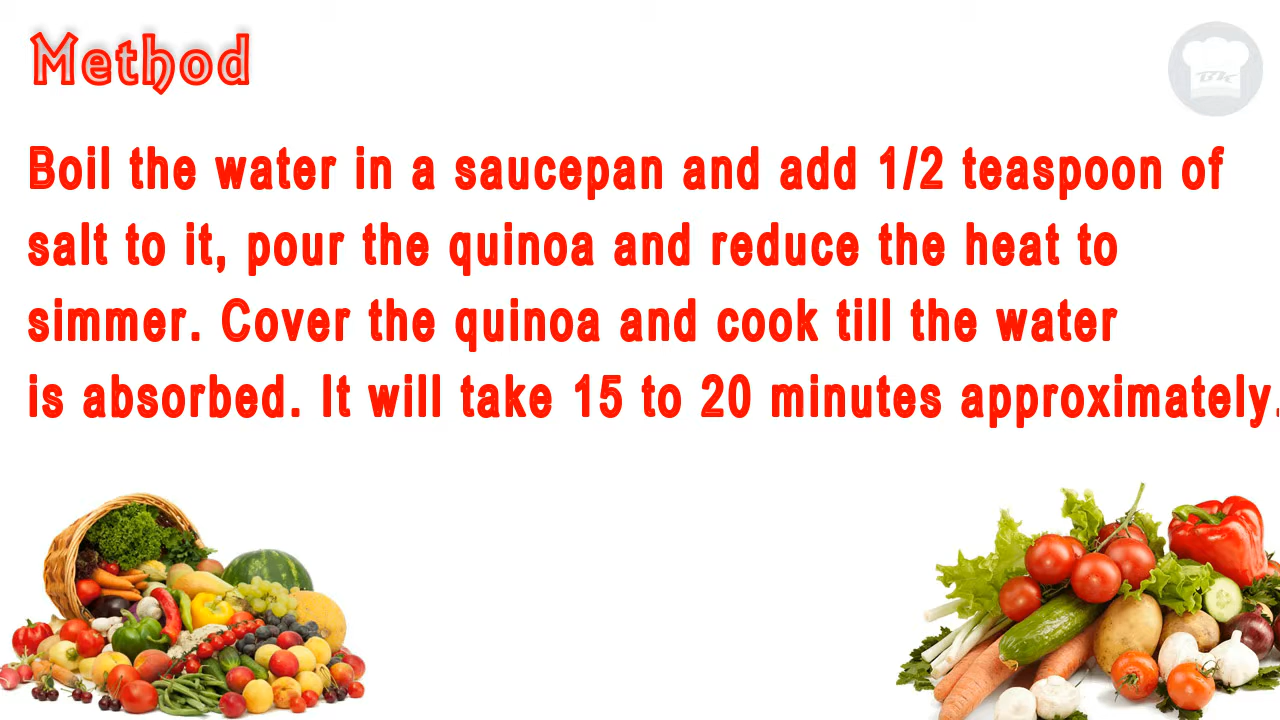 Method
Boil the water in a saucepan and add 1/2 teaspoon of
salt to it, pour the quinoa and reduce the heat to
simmer. Cover the quinoa and cook till the water
is absorbed. It will take 15 to 20 minutes approximately.